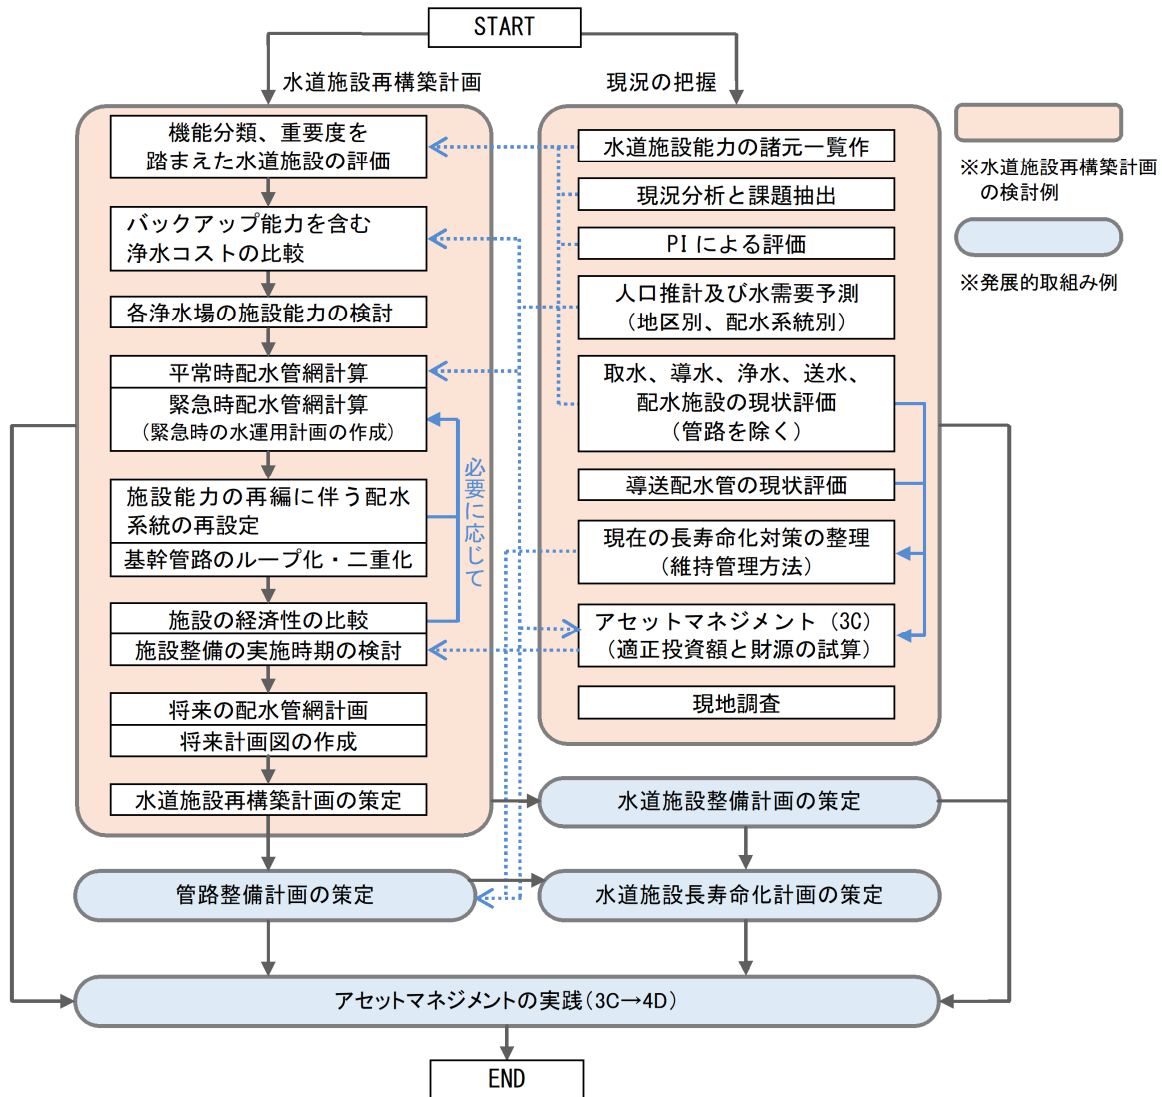 START
水道施設再構築計画
機能分類、重要度を
踏まえた水道施設の評価
バックアップ能力を含む
浄水コストの比較
各浄水場の施設能力の検討
平常時配水管網計算
緊急時配水管網計算
（緊急時の水運用計画の作成）
施設能力の再編に伴う配水
系統の再設定
基幹管路のループ化・二重化
施設の経済性の比較
施設整備の実施時期の検討
将来の配水管網計画
将来計画図の作成
水道施設再構築計画の策定
必要に応じて
現況の把握
水道施設能力の諸元一覧作
現況分析と課題抽出
PIによる評価
人口推計及び水需要予測
（地区別、配水系統別）
取水、導水、浄水、送水、
配水施設の現状評価
（管路を除く）
導送配水管の現状評価
現在の長寿命化対策の整理
（維持管理方法）
アセットマネジメント（3C）
（適正投資額と財源の試算）
現地調査
※水道施設再構築計画
の検討例
※発展的取組み例
水道施設整備計画の策定
管路整備計画の策定
水道施設長寿命化計画の策定
アセットマネジメントの実践（3C→4D）
END